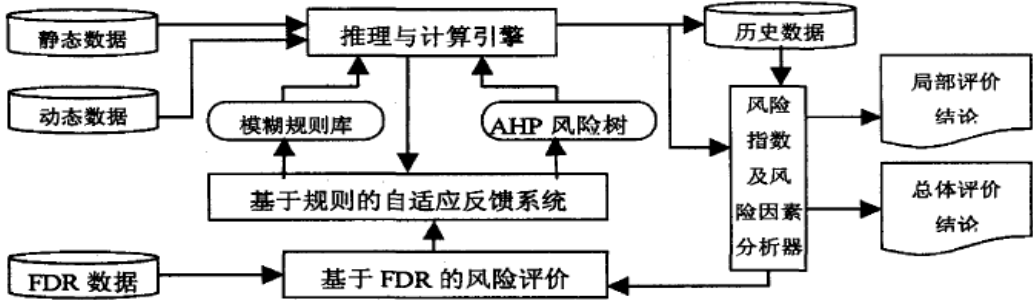 静态数据
推理与计算引擎
历史数据
动态数据
模糊规则库
AHP 风险树
风险
指数
及风
险因素
分析器
局部评价
结论
基于规则的自适应反馈系统
总体评价
结论
FDR 数据
基于 FDR 的风险评价